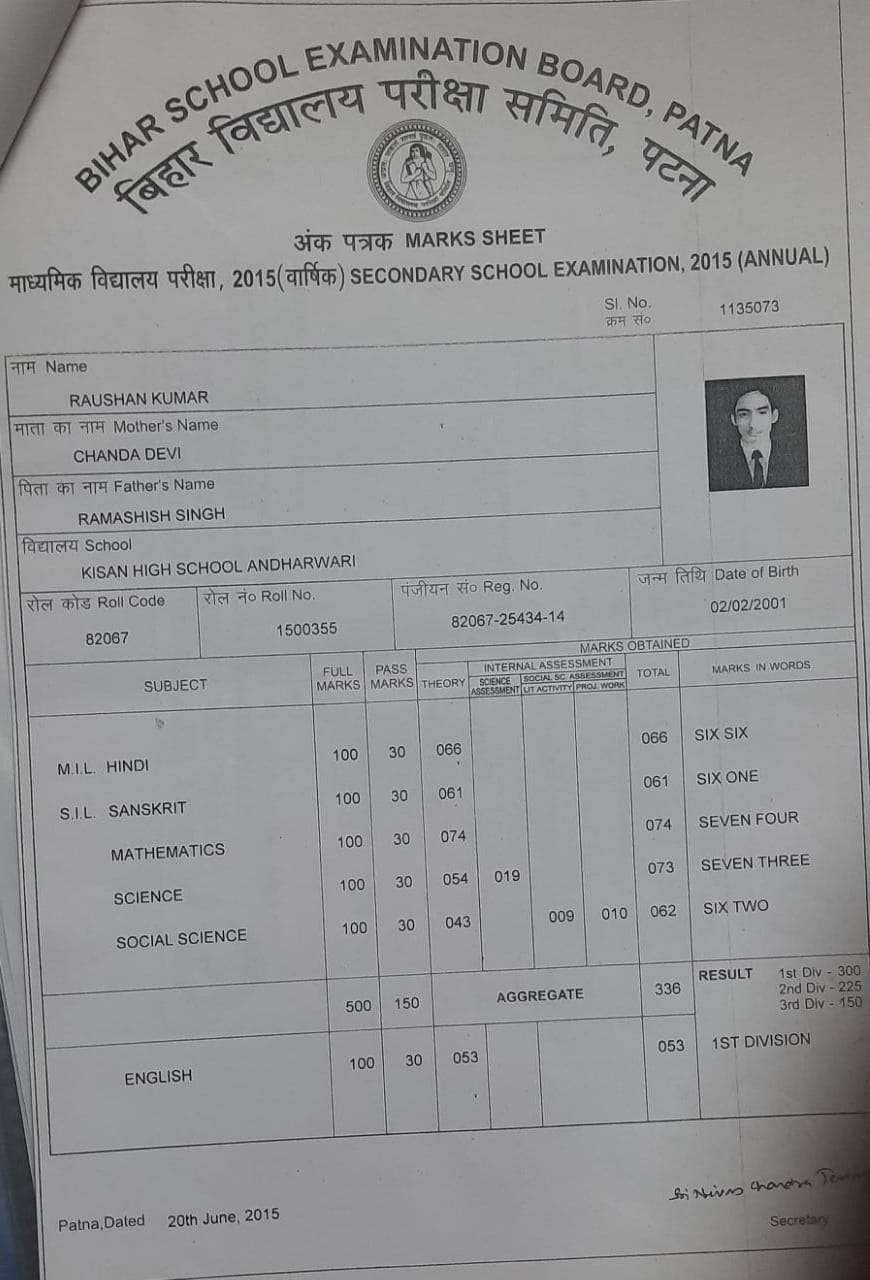 BIHAR SCHOOL EXAMINATION BOARD, PATNA
बिहार विद्यालय परीक्षा समिति, पटना
अंक पत्रक MARKS SHEET
माध्यमिक विद्यालय परीक्षा, 2015(वार्षिक) SECONDARY SCHOOL EXAMINATION, 2015 (ANNUAL)
Sl. No. 1135073
क्रम सं०
नाम Name
RAUSHAN KUMAR
माता का नाम Mother's Name
CHANDA DEVI
पिता का नाम Father's Name
RAMASHISH SINGH
विद्यालय School
KISAN HIGH SCHOOL ANDHARWARI
रोल कोड Roll Code रोल नं० Roll No. पंजीयन सं० Reg. No. जन्म तिथि Date of Birth
82067 1500355 82067-25434-14 02/02/2001
MARKS OBTAINED
SUBJECT FULL MARKS PASS MARKS THEORY INTERNAL ASSESSMENT TOTAL MARKS IN WORDS
SCIENCE ASSESSMENT SOCIAL SC. ASSESSMENT
LIT ACTIVITY PROJ. WORK
M.I.L. HINDI 100 30 066 066 SIX SIX
S.I.L. SANSKRIT 100 30 061 061 SIX ONE
MATHEMATICS 100 30 074 074 SEVEN FOUR
SCIENCE 100 30 054 019 073 SEVEN THREE
SOCIAL SCIENCE 100 30 043 009 010 062 SIX TWO
500 150 AGGREGATE 336 RESULT 1st Div - 300
2nd Div - 225
3rd Div - 150
ENGLISH 100 30 053 053 1ST DIVISION
Patna,Dated 20th June, 2015
Secretary